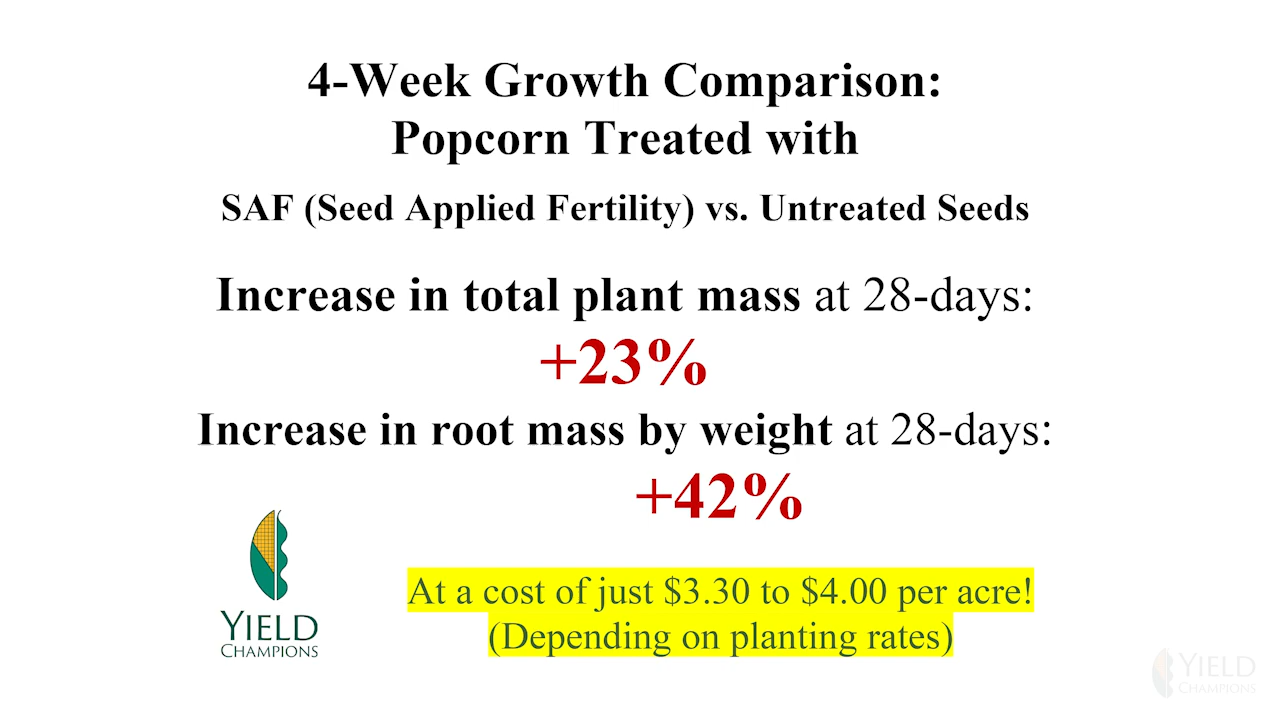 4-Week Growth Comparison:
Popcorn Treated with
SAF (Seed Applied Fertility) vs. Untreated Seeds
Increase in total plant mass at 28-days:
+23%
Increase in root mass by weight at 28-days:
+42%
At a cost of just $3.30 to $4.00 per acre!
(Depending on planting rates)
YIELD
CHAMPIONS
YIELD
CHAMPIONS